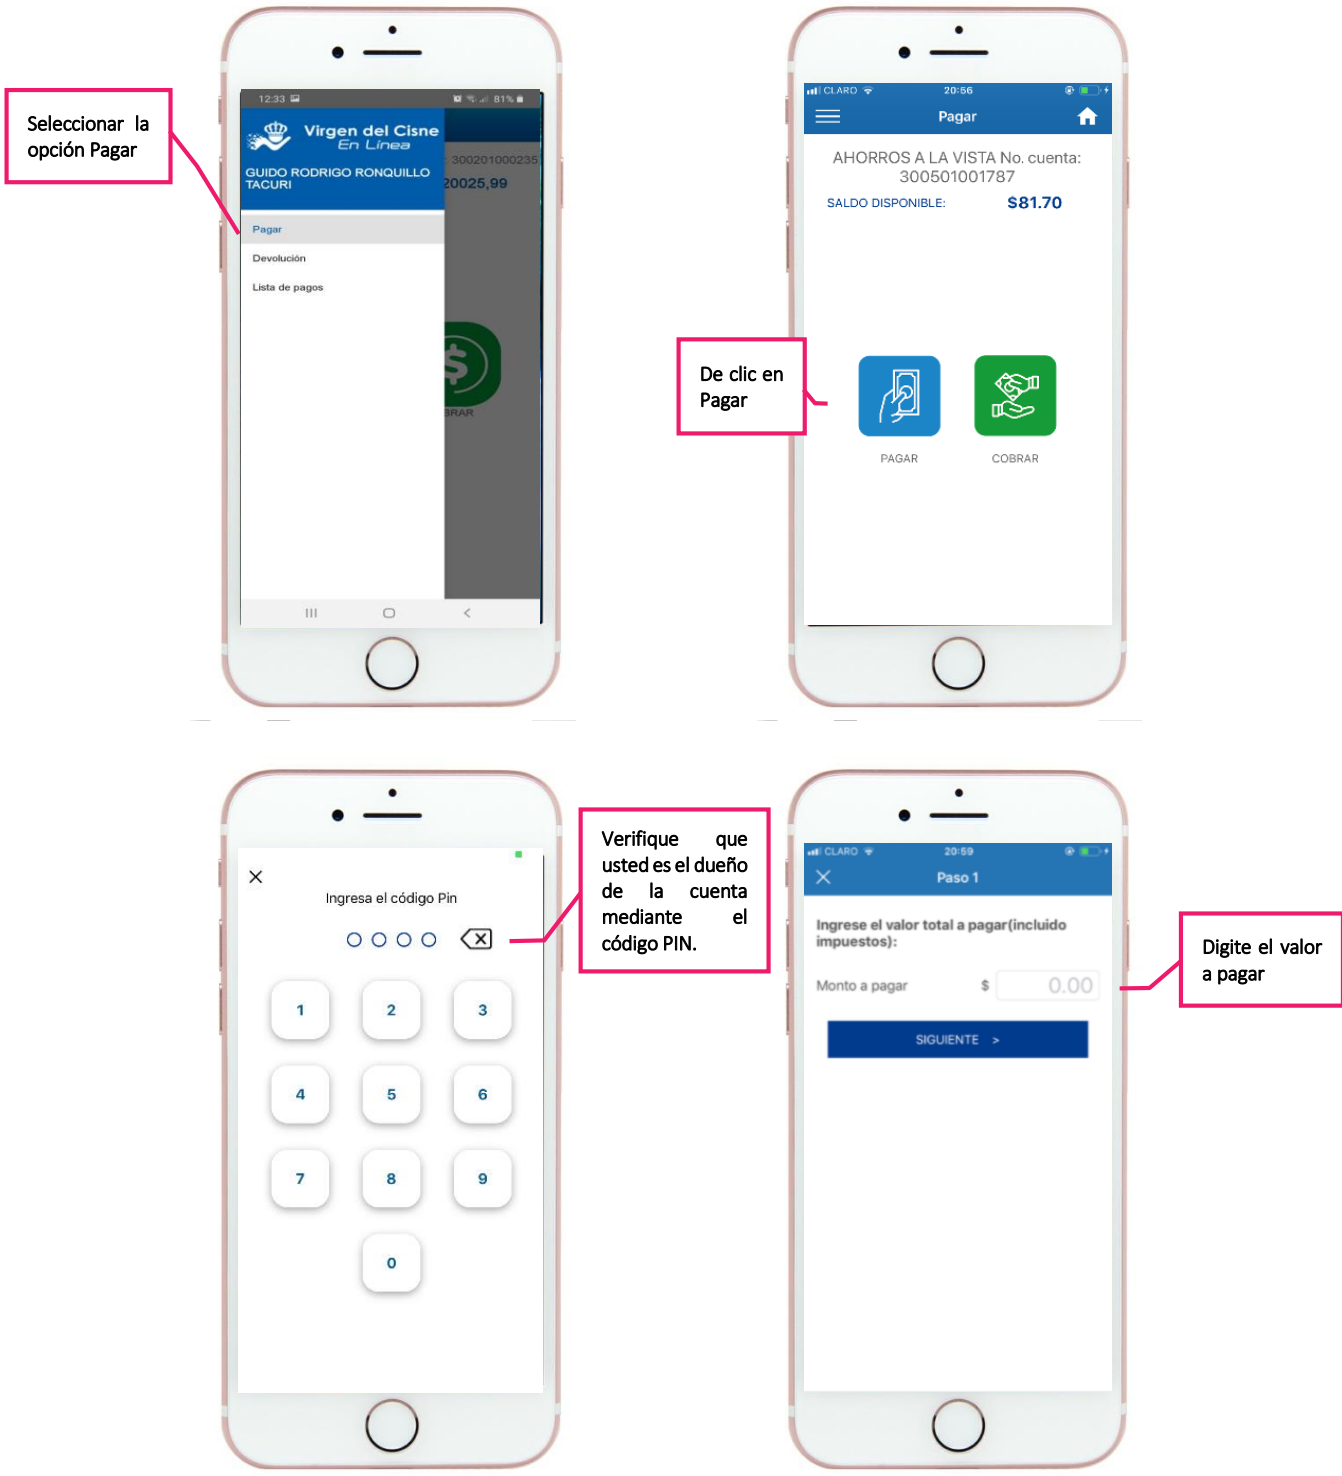 Seleccionar la
opción Pagar
12:33
81%
Virgen del Cisne
En Línea
GUIDO RODRIGO RONQUILLO
TACURI
: 300201000235
20025,99
Pagar
Devolución
Lista de pagos
BRAR
CLARO 20:56
Pagar
AHORROS A LA VISTA No. cuenta:
300501001787
SALDO DISPONIBLE: $81.70
De clic en
Pagar
PAGAR COBRAR
Ingresa el código Pin
1 2 3
4 5 6
7 8 9
0
Verifique que
usted es el dueño
de la cuenta
mediante el
código PIN.
CLARO 20:59
Paso 1
Ingrese el valor total a pagar(incluido
impuestos):
Monto a pagar $ 0.00
SIGUIENTE >
Digite el valor
a pagar